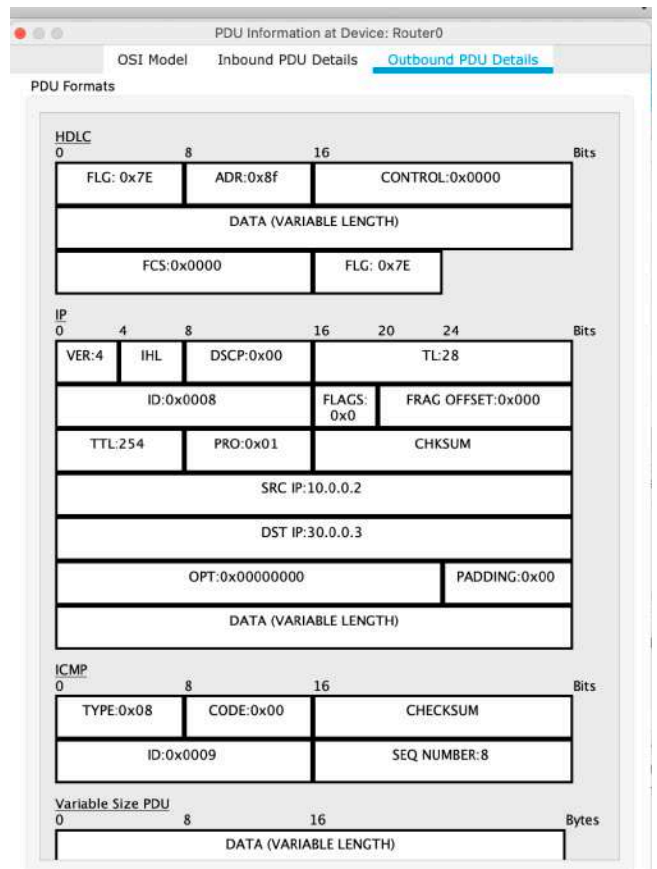 PDU Information at Device: Router0
OSI Model Inbound PDU Details Outbound PDU Details
PDU Formats
HDLC
0 8 16 Bits
FLG: 0x7E ADR:0x8f CONTROL:0x0000
DATA (VARIABLE LENGTH)
FCS:0x0000 FLG: 0x7E
IP
0 4 8 16 20 24 Bits
VER:4 IHL DSCP:0x00 TL:28
ID:0x0008 FLAGS: 0x0 FRAG OFFSET:0x000
TTL:254 PRO:0x01 CHKSUM
SRC IP:10.0.0.2
DST IP:30.0.0.3
OPT:0x00000000 PADDING:0x00
DATA (VARIABLE LENGTH)
ICMP
0 8 16 Bits
TYPE:0x08 CODE:0x00 CHECKSUM
ID:0x0009 SEQ NUMBER:8
Variable Size PDU
0 8 16 Bytes
DATA (VARIABLE LENGTH)